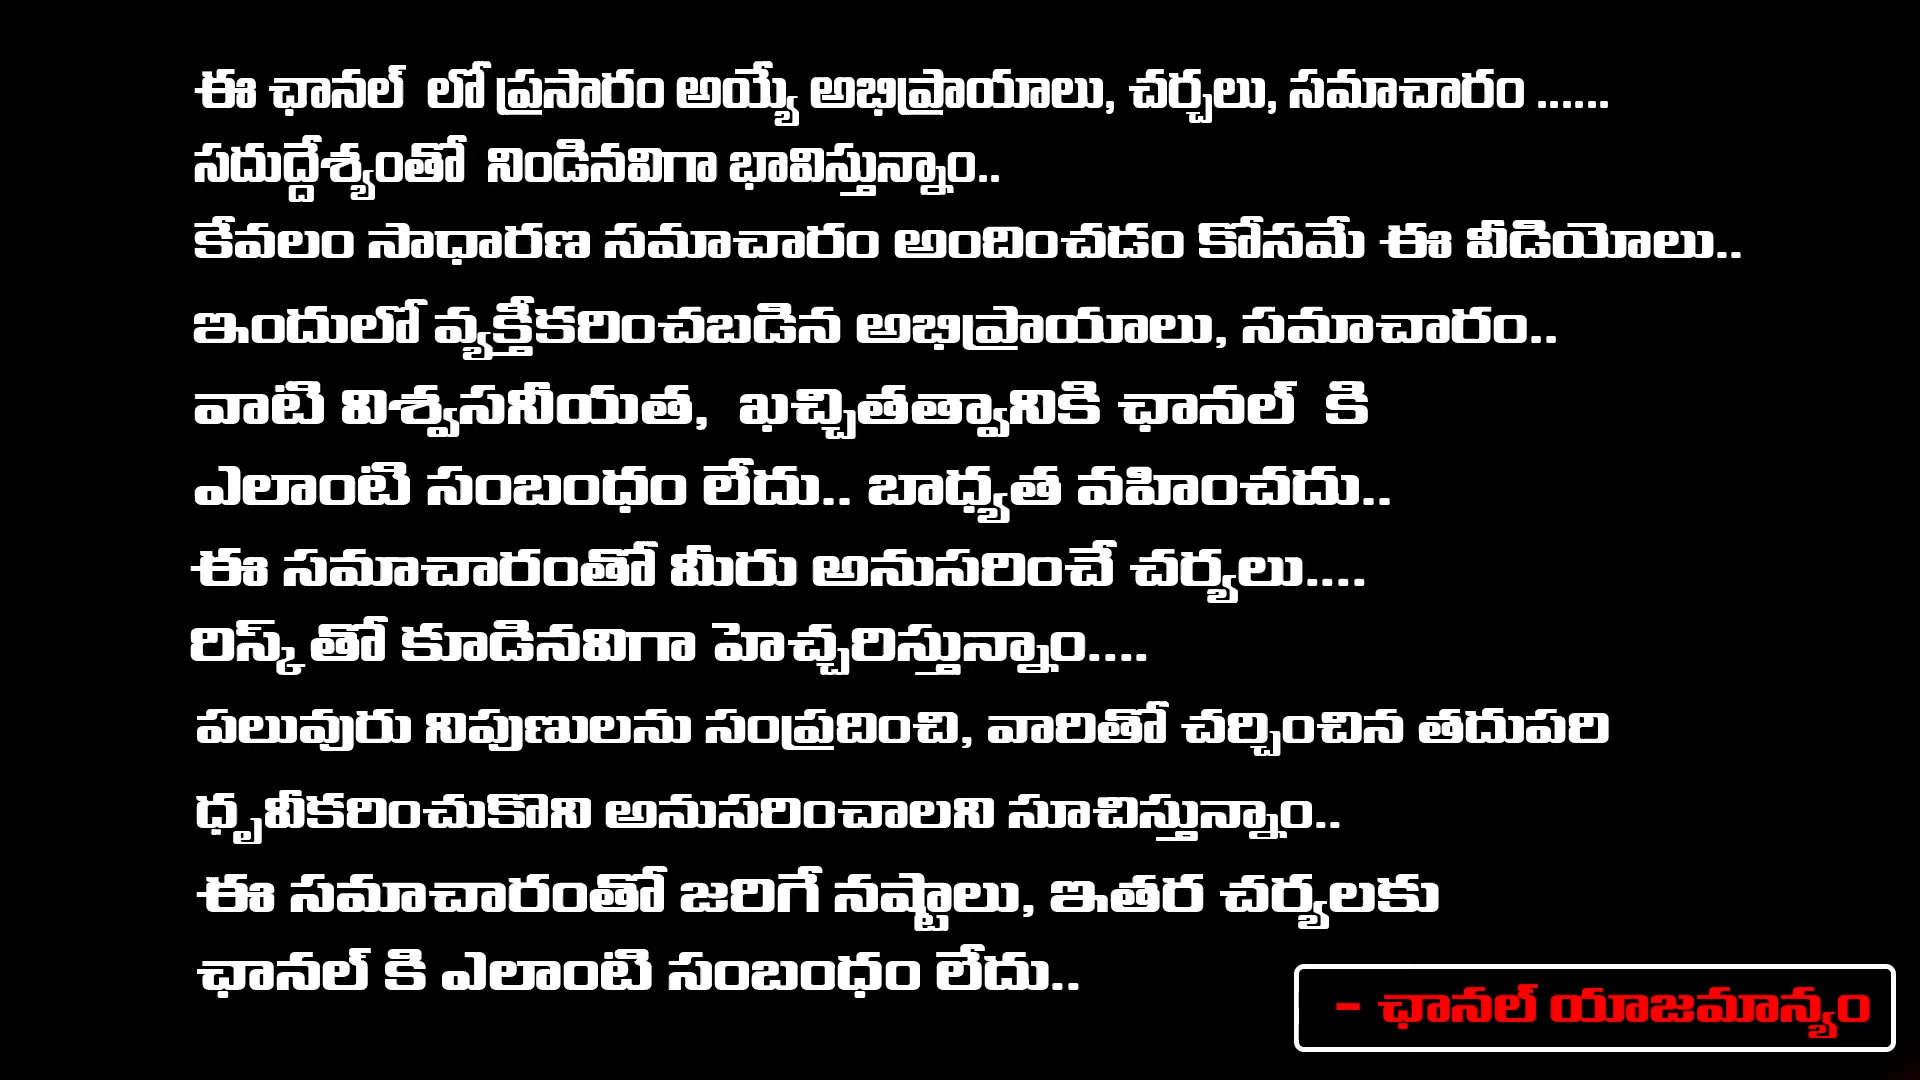 ఈ ఛానల్ లో ప్రసారం అయ్యే అభిప్రాయాలు, చర్చలు, సమాచారం ......
సదుద్దేశ్యంతో నిండినవిగా భావిస్తున్నాం..
కేవలం సాధారణ సమాచారం అందించడం కోసమే ఈ వీడియోలు..
ఇందులో వ్యక్తీకరించబడిన అభిప్రాయాలు, సమాచారం..
వాటి విశ్వసనీయత, ఖచ్చితత్వానికి ఛానల్ కి
ఎలాంటి సంబంధం లేదు.. బాధ్యత వహించదు..
ఈ సమాచారంతో మీరు అనుసరించే చర్యలు....
రిస్క్ తో కూడినవిగా హెచ్చరిస్తున్నాం....
పలువురు నిపుణులను సంప్రదించి, వారితో చర్చించిన తదుపరి
ధృవీకరించుకొని అనుసరించాలని సూచిస్తున్నాం..
ఈ సమాచారంతో జరిగే నష్టాలు, ఇతర చర్యలకు
ఛానల్ కి ఎలాంటి సంబంధం లేదు..
- ఛానల్ యాజమాన్యం